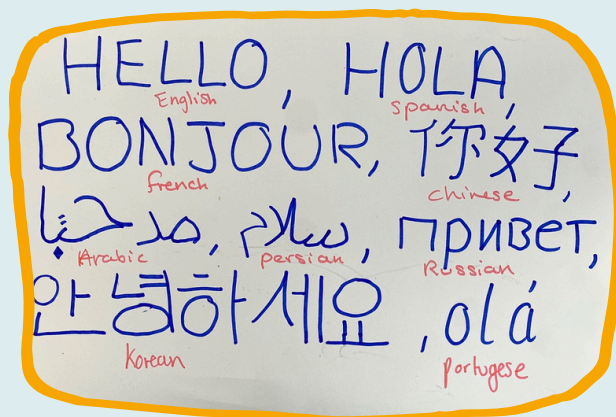 HELLO, HOLA,
English Spanish
BONJOUR, 你好,
french chinese
مرحبًا, سلام, привет,
Arabic persian Russian
안녕하세요, olá
Korean portugese